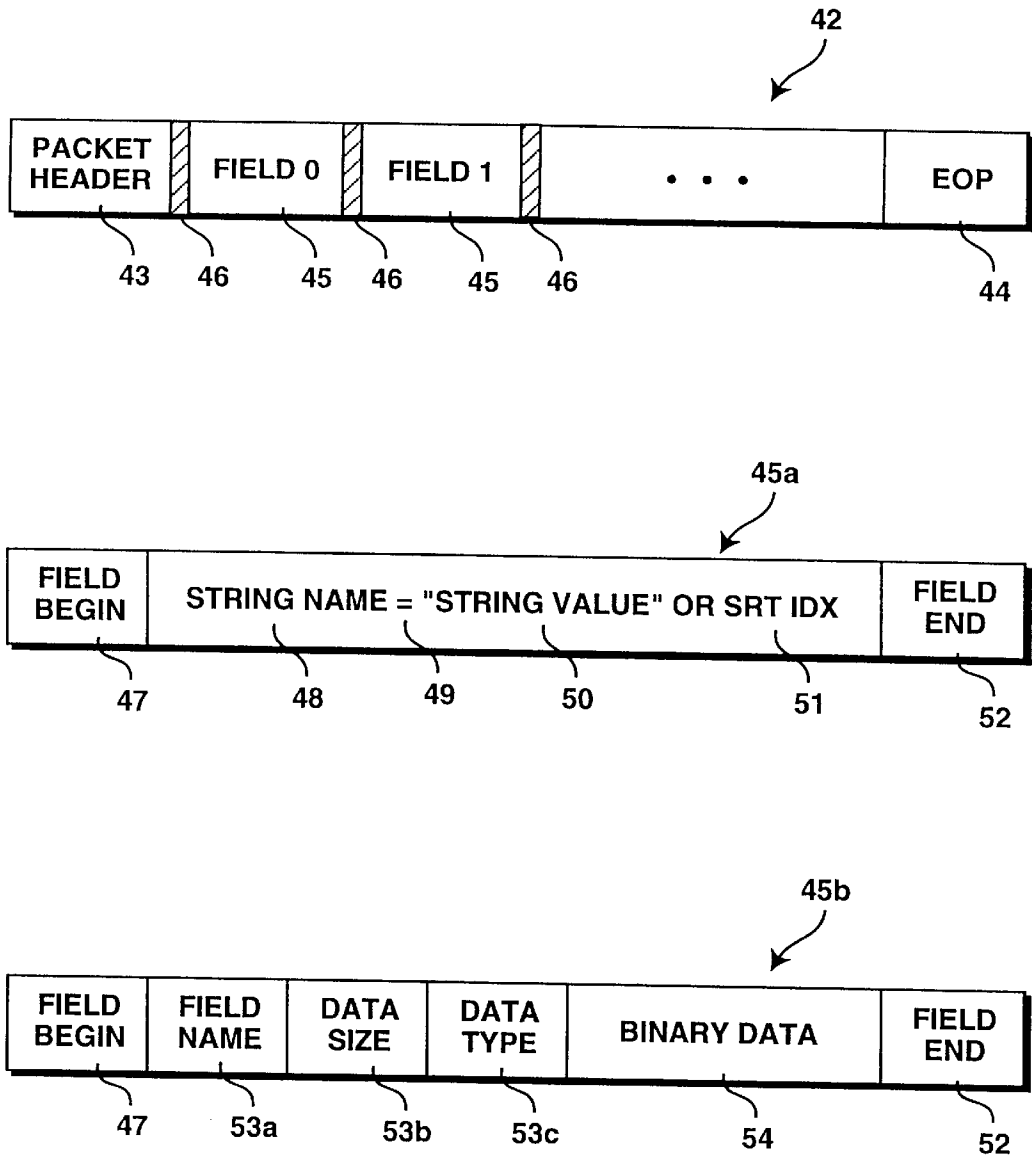 42
PACKET HEADER
FIELD 0
FIELD 1
• • •
EOP
43
46
45
46
45
46
44
45a
FIELD BEGIN
STRING NAME = "STRING VALUE" OR SRT IDX
FIELD END
47
48
49
50
51
52
45b
FIELD BEGIN
FIELD NAME
DATA SIZE
DATA TYPE
BINARY DATA
FIELD END
47
53a
53b
53c
54
52